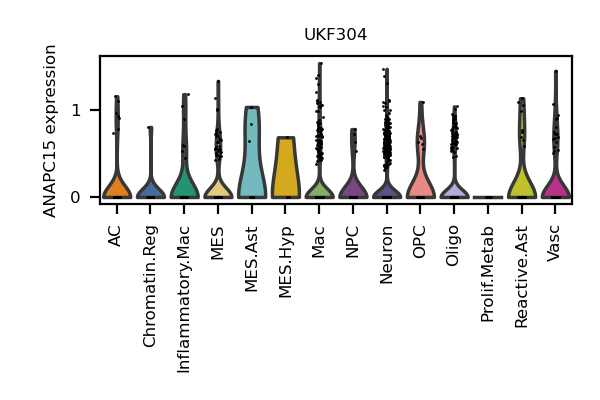 UKF304
ANAPC15 expression
1
0
AC
Chromatin.Reg
Inflammatory.Mac
MES
MES.Ast
MES.Hyp
Mac
NPC
Neuron
OPC
Oligo
Prolif.Metab
Reactive.Ast
Vasc